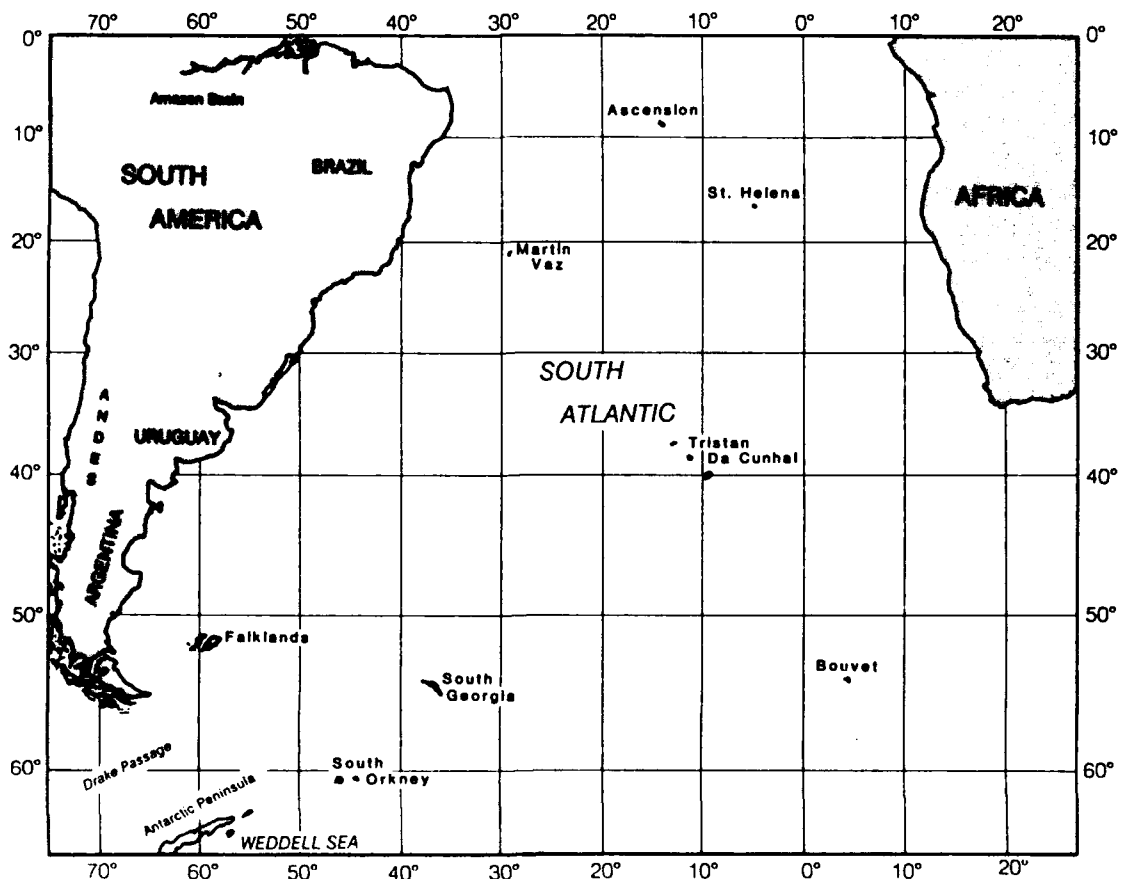 70° 60° 50° 40° 30° 20° 10° 0° 10° 20°
0° 0°
Amazon Basin
Ascension
10° 10°
SOUTH
BRAZIL
AMERICA
St. Helena
AFRICA
20° 20°
Martin
Vaz
30° 30°
SOUTH
ATLANTIC
ANDES
URUGUAY
Tristan
Da Cunhal
40° 40°
ARGENTINA
50° 50°
Falklands
Bouvet
South
Georgia
Drake Passage
60° 60°
South
Orkney
Antarctic Peninsula
WEDDELL SEA
70° 60° 50° 40° 30° 20° 10° 0° 10° 20°